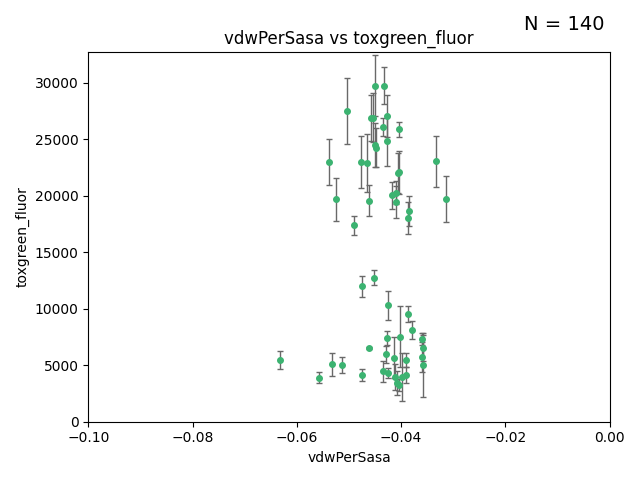 N = 140
vdwPerSasa vs toxgreen_fluor
toxgreen_fluor
30000
25000
20000
15000
10000
5000
0
−0.10 −0.08 −0.06 −0.04 −0.02 0.00
vdwPerSasa